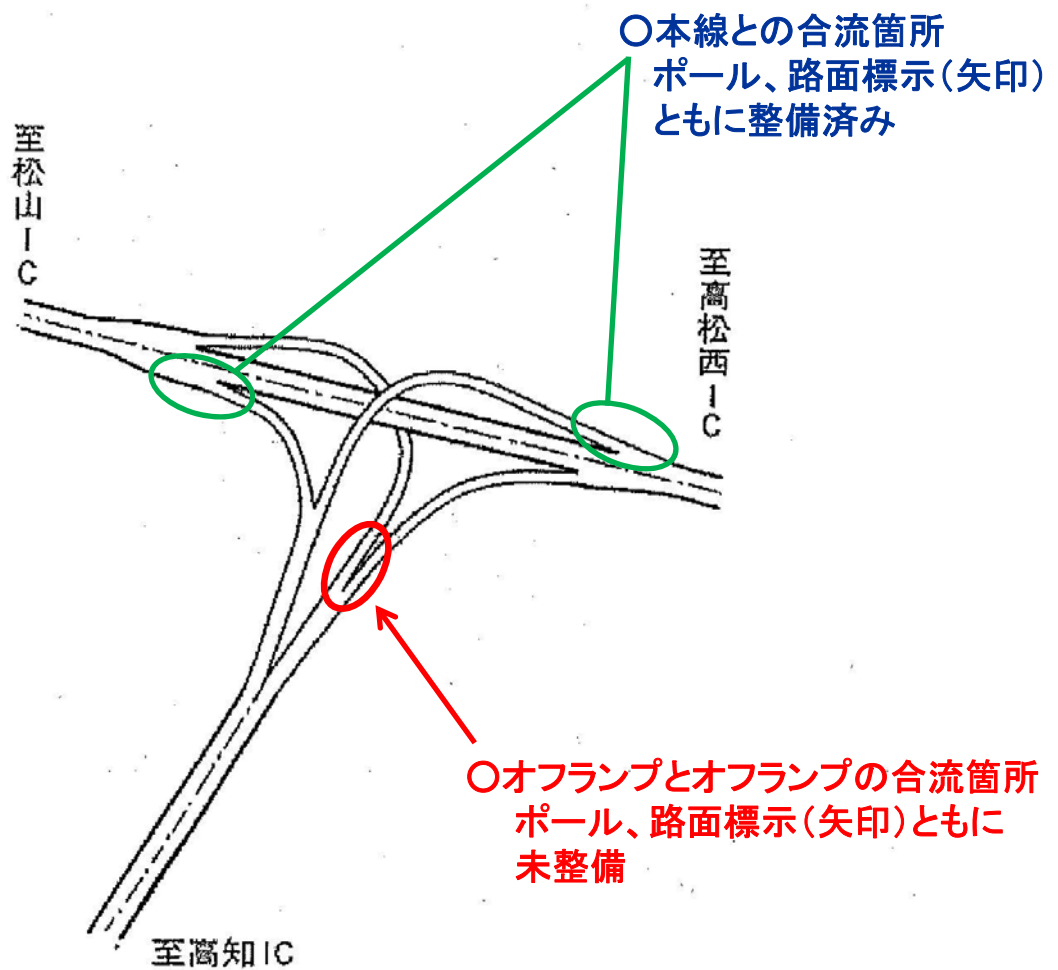 ○本線との合流箇所
ポール、路面標示(矢印)
ともに整備済み
至松山IC
至高松西IC
○オフランプとオフランプの合流箇所
ポール、路面標示(矢印)ともに
未整備
至高知IC